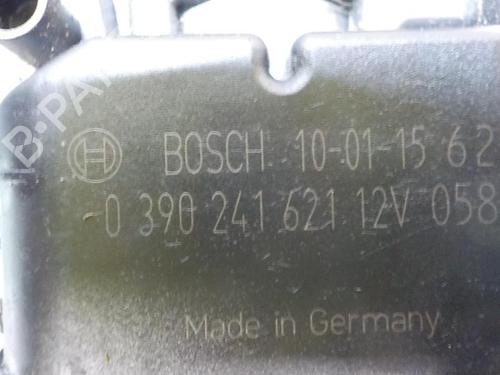 BOSCH 10-01-15 62
0 390 241 621 12V 058
Made in Germany